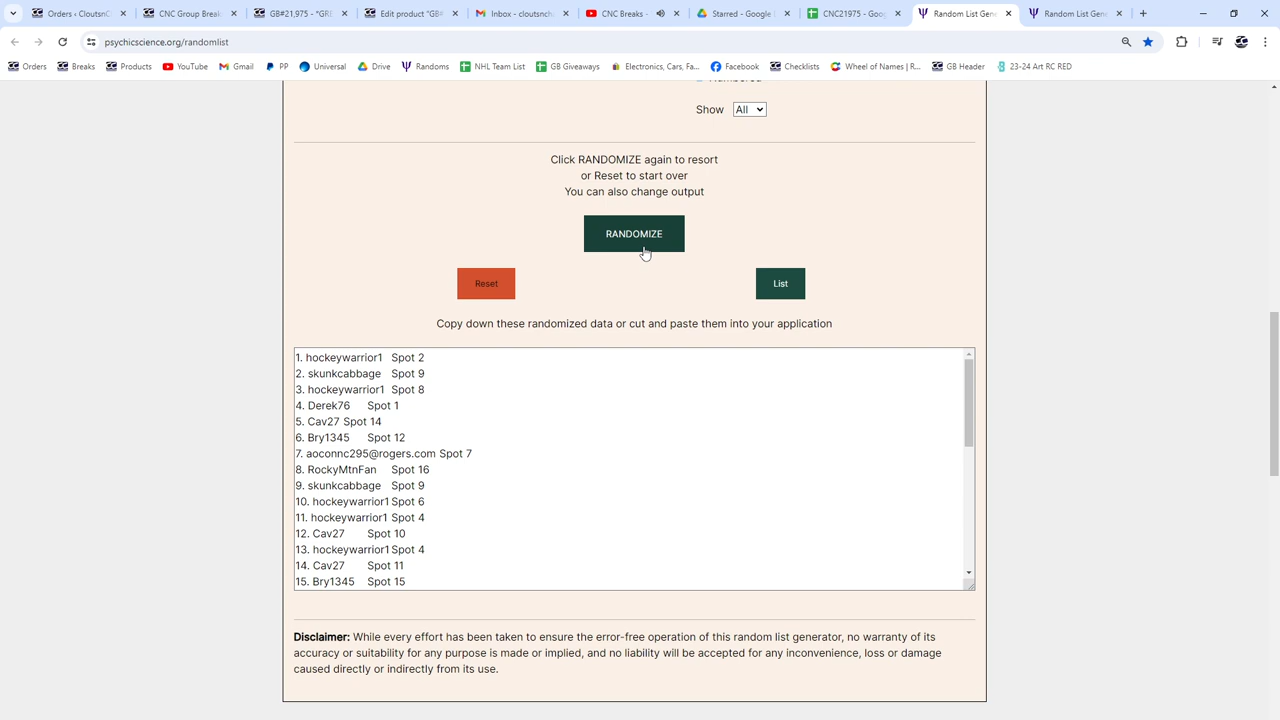 Orders ‹ CloutsnC
CNC Group Break
GB#21,975 - "GR
Edit product "GB#
Inbox - cloutsnch
CNC Breaks -
Starred - Google
CNC21975 - Goog
Random List Gene
Random List Gene
psychicscience.org/randomlist
Orders
Breaks
Products
YouTube
Gmail
PP
Universal
Drive
Randoms
NHL Team List
GB Giveaways
Electronics, Cars, Fa...
Facebook
Checklists
Wheel of Names | R...
GB Header
23-24 Art RC RED
Show All
Click RANDOMIZE again to resort
or Reset to start over
You can also change output
RANDOMIZE
Reset
List
Copy down these randomized data or cut and paste them into your application
1. hockeywarrior1 Spot 2
2. skunkcabbage Spot 9
3. hockeywarrior1 Spot 8
4. Derek76 Spot 1
5. Cav27 Spot 14
6. Bry1345 Spot 12
7. aoconnc295@rogers.com Spot 7
8. RockyMtnFan Spot 16
9. skunkcabbage Spot 9
10. hockeywarrior1 Spot 6
11. hockeywarrior1 Spot 4
12. Cav27 Spot 10
13. hockeywarrior1 Spot 4
14. Cav27 Spot 11
15. Bry1345 Spot 15
Disclaimer: While every effort has been taken to ensure the error-free operation of this random list generator, no warranty of its
accuracy or suitability for any purpose is made or implied, and no liability will be accepted for any inconvenience, loss or damage
caused directly or indirectly from its use.